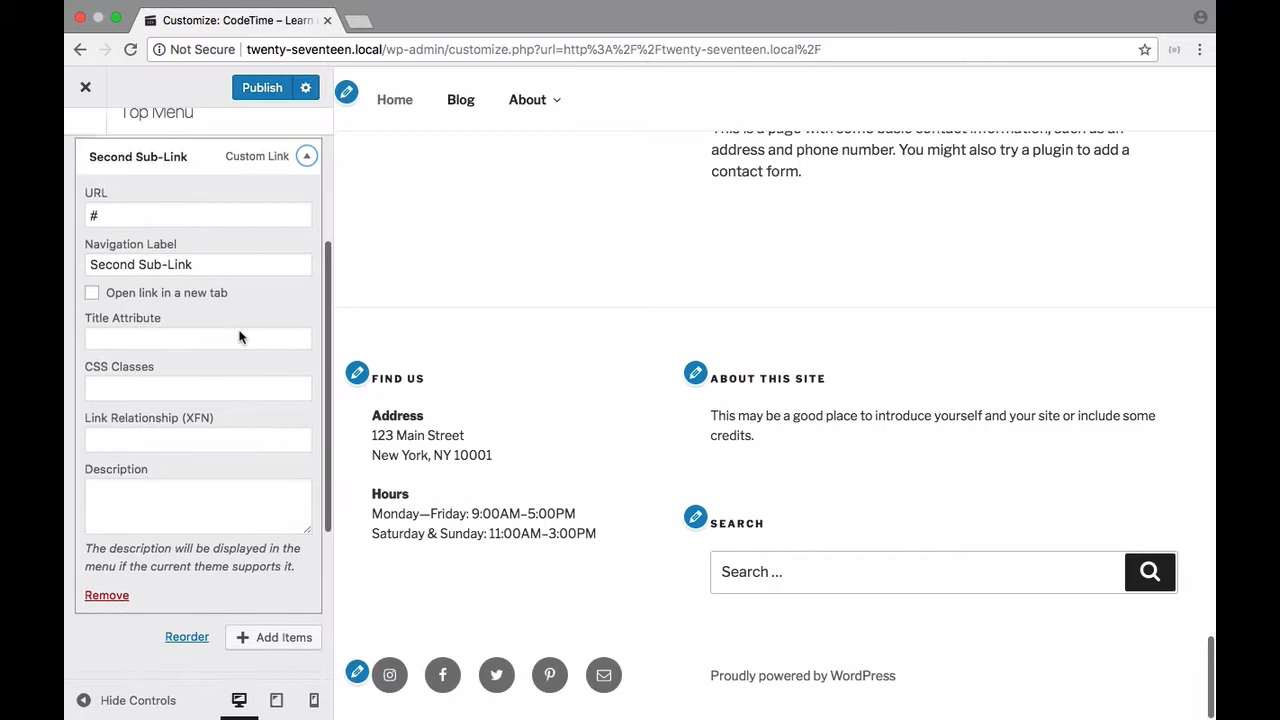 Customize: CodeTime – Learn
Not Secure | twenty-seventeen.local/wp-admin/customize.php?url=http%3A%2F%2Ftwenty-seventeen.local%2F
Publish
Top Menu
Second Sub-Link Custom Link
URL
#
Navigation Label
Second Sub-Link
Open link in a new tab
Title Attribute
CSS Classes
Link Relationship (XFN)
Description
The description will be displayed in the
menu if the current theme supports it.
Remove
Reorder
Add Items
Hide Controls
Home Blog About
This is a page with some basic contact information, such as an
address and phone number. You might also try a plugin to add a
contact form.
FIND US
Address
123 Main Street
New York, NY 10001
Hours
Monday—Friday: 9:00AM–5:00PM
Saturday & Sunday: 11:00AM–3:00PM
ABOUT THIS SITE
This may be a good place to introduce yourself and your site or include some
credits.
SEARCH
Search ...
Proudly powered by WordPress